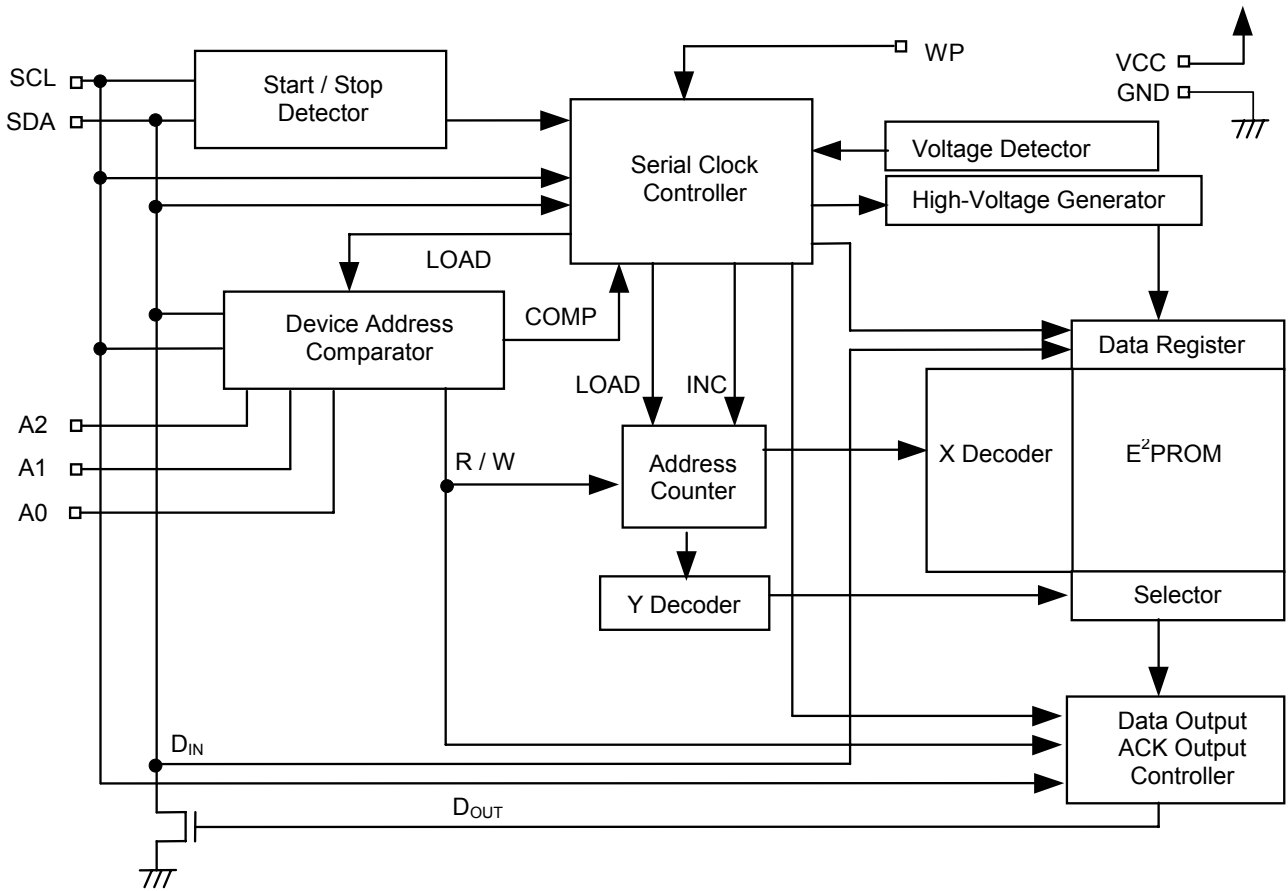 WP
VCC
GND
SCL
SDA
Start / Stop
Detector
Serial Clock
Controller
Voltage Detector
High-Voltage Generator
LOAD
COMP
Device Address
Comparator
LOAD
INC
Data Register
A2
A1
A0
R / W
Address
Counter
X Decoder
E²PROM
Y Decoder
Selector
Data Output
ACK Output
Controller
DIN
DOUT